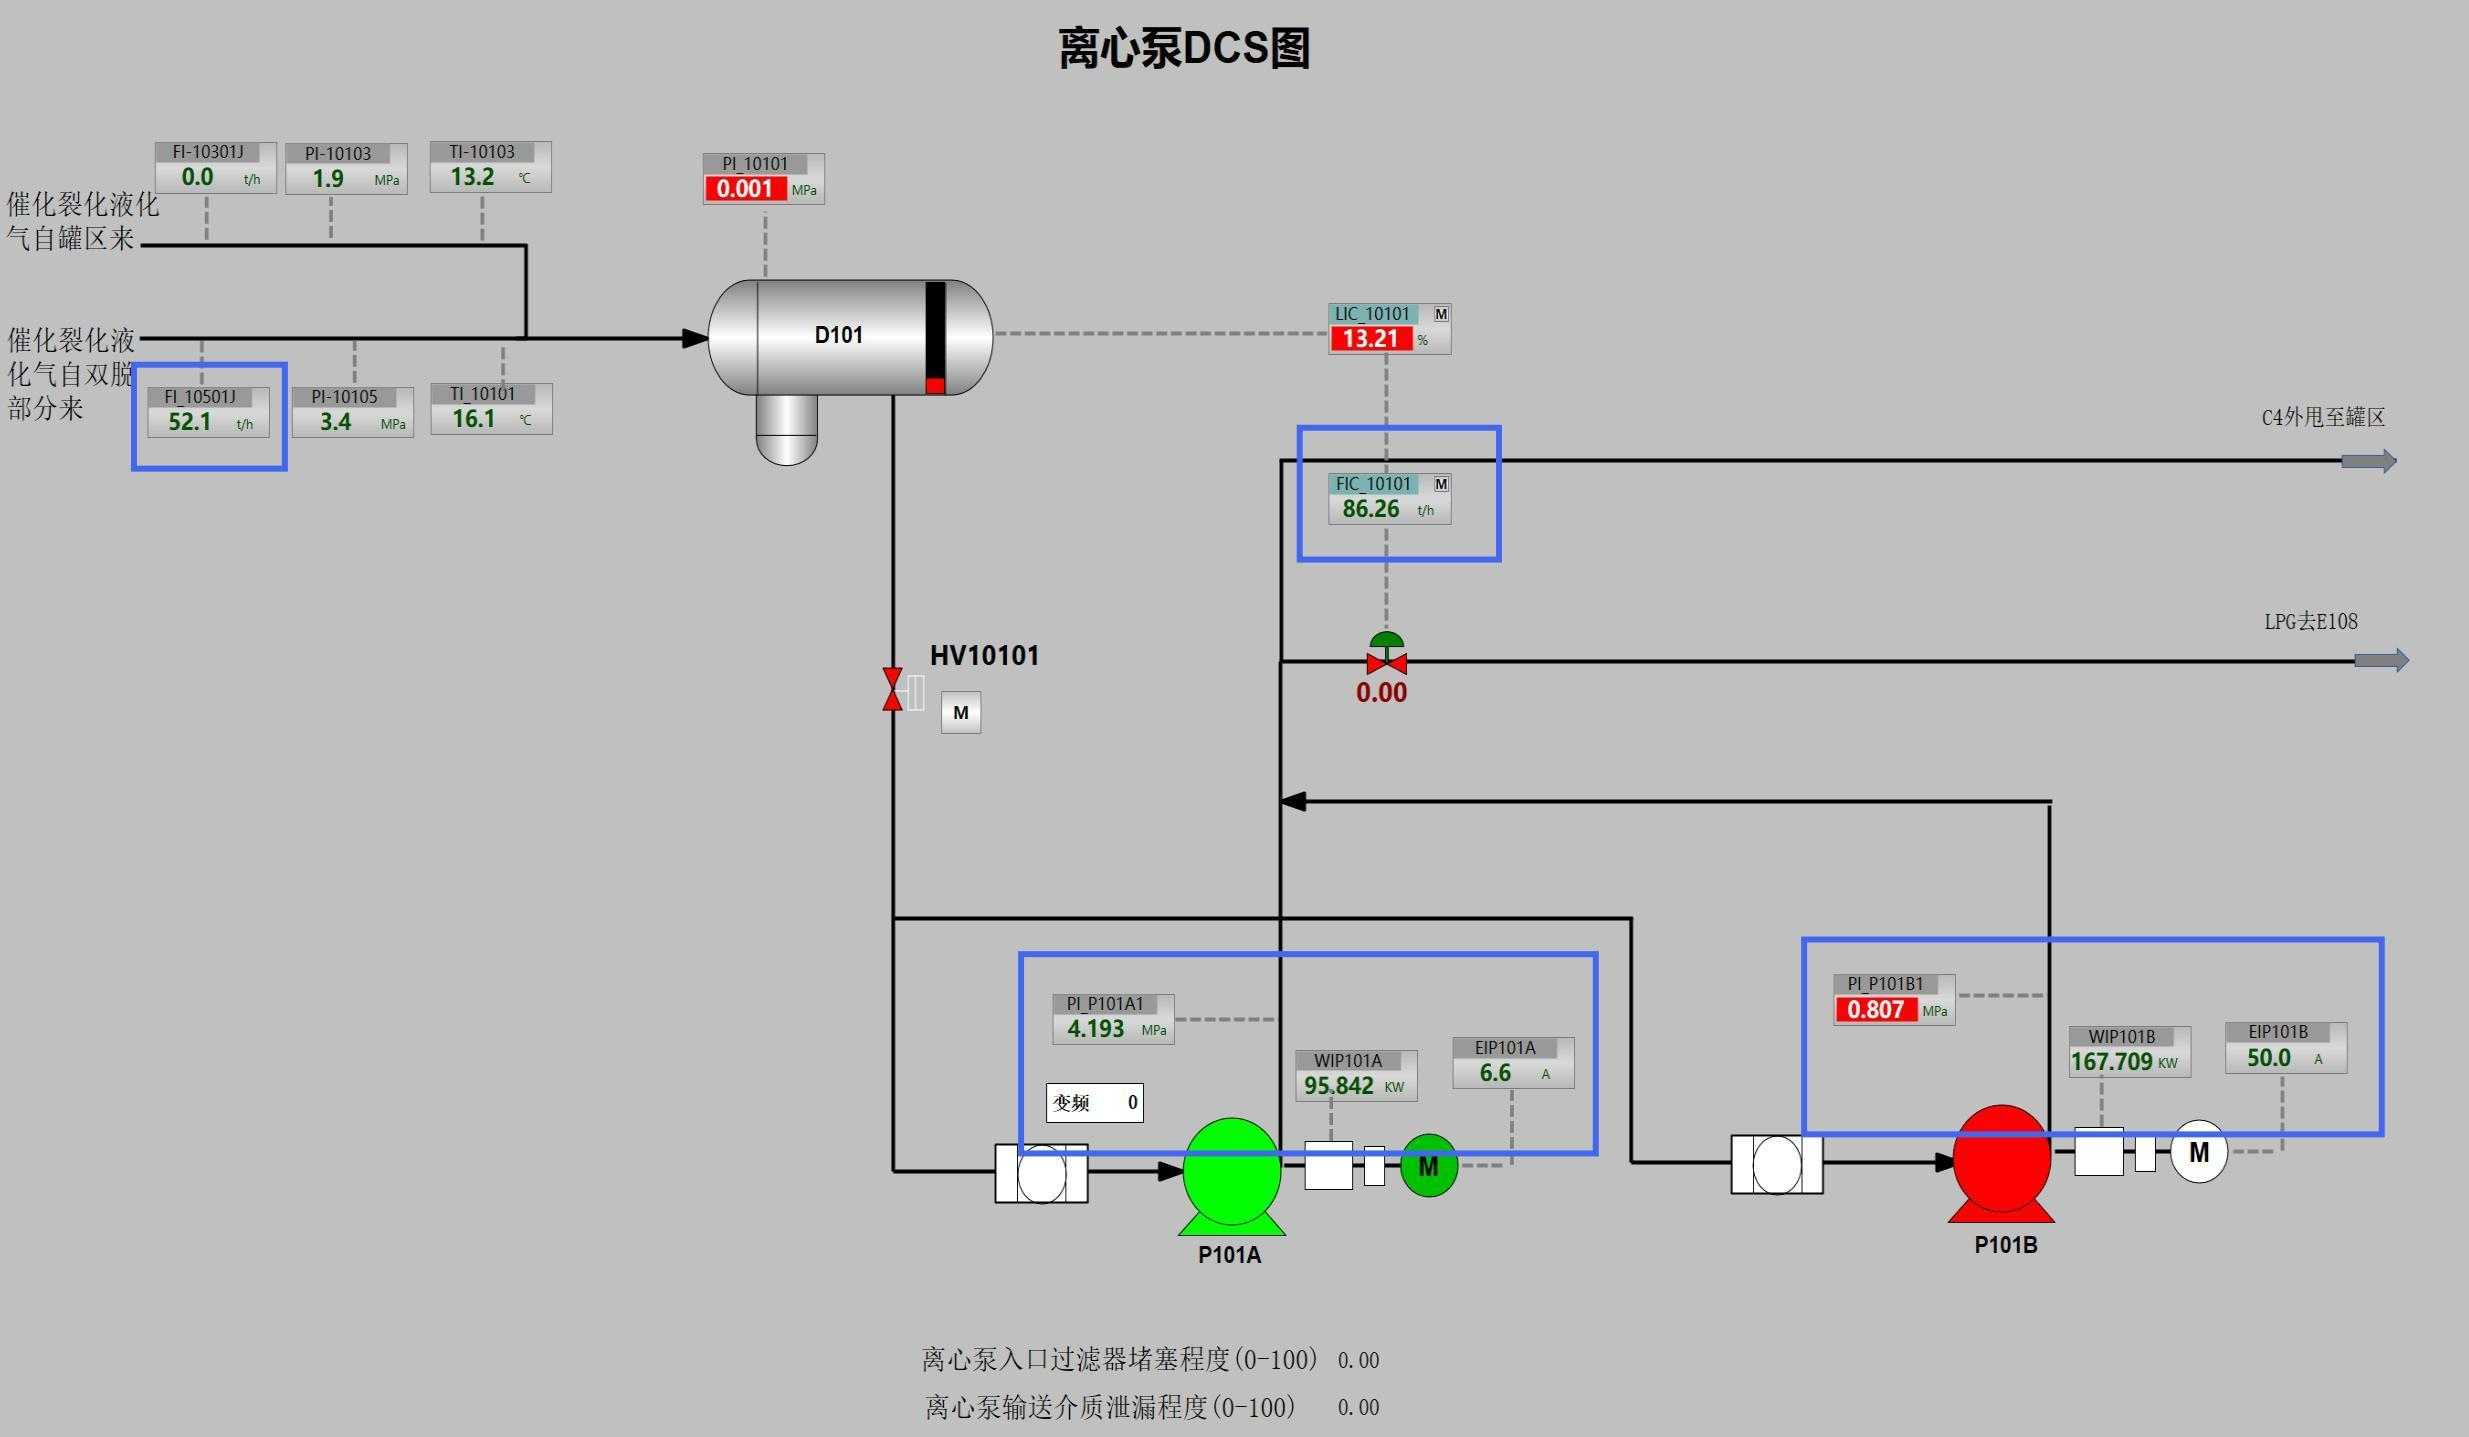 离心泵DCS图
FI-10301J
0.0 t/h
PI-10103
1.9 MPa
TI-10103
13.2 ℃
PI_10101
0.001 MPa
催化裂化液化
气自罐区来
D101
LIC_10101 M
13.21 %
催化裂化液
化气自双脱
部分来
FI_10501J
52.1 t/h
PI-10105
3.4 MPa
TI_10101
16.1 ℃
C4外甩至罐区
FIC_10101 M
86.26 t/h
LPG去E108
HV10101
M
0.00
PI_P101A1
4.193 MPa
WIP101A
95.842 KW
EIP101A
6.6 A
变频 0
M
P101A
PI_P101B1
0.807 MPa
WIP101B
167.709 KW
EIP101B
50.0 A
M
P101B
离心泵入口过滤器堵塞程度(0-100) 0.00
离心泵输送介质泄漏程度(0-100) 0.00